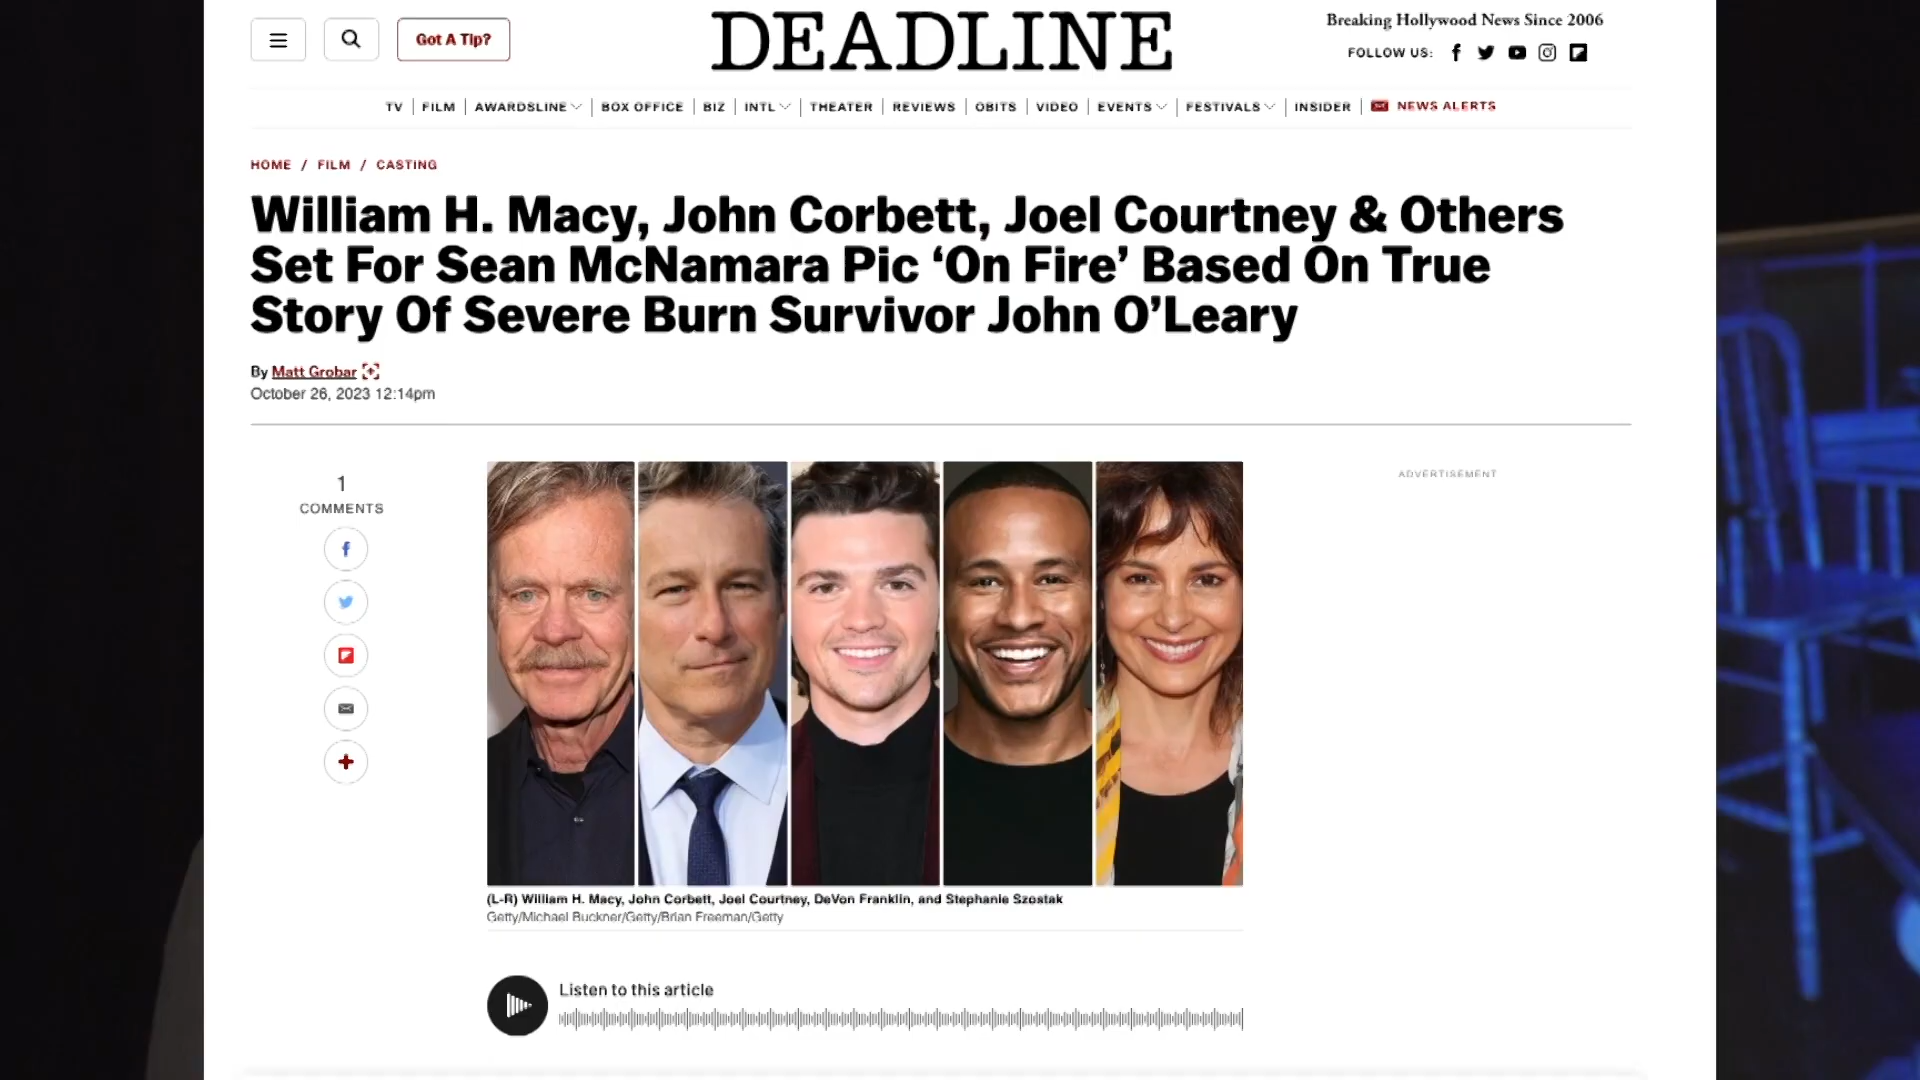 Got A Tip?
DEADLINE
Breaking Hollywood News Since 2006
FOLLOW US:
TV | FILM | AWARDSLINE | BOX OFFICE | BIZ | INTL | THEATER | REVIEWS | OBITS | VIDEO | EVENTS | FESTIVALS | INSIDER | NEWS ALERTS
HOME / FILM / CASTING
William H. Macy, John Corbett, Joel Courtney & Others
Set For Sean McNamara Pic ‘On Fire’ Based On True
Story Of Severe Burn Survivor John O’Leary
By Matt Grobar
October 26, 2023 12:14pm
1
COMMENTS
ADVERTISEMENT
(L-R) William H. Macy, John Corbett, Joel Courtney, DeVon Franklin, and Stephanie Szostak
Getty/Michael Buckner/Getty/Brian Freeman/Getty
Listen to this article